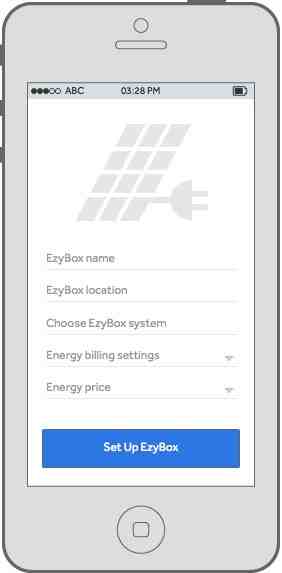 ABC 03:28 PM
EzyBox name
EzyBox location
Choose EzyBox system
Energy billing settings
Energy price
Set Up EzyBox